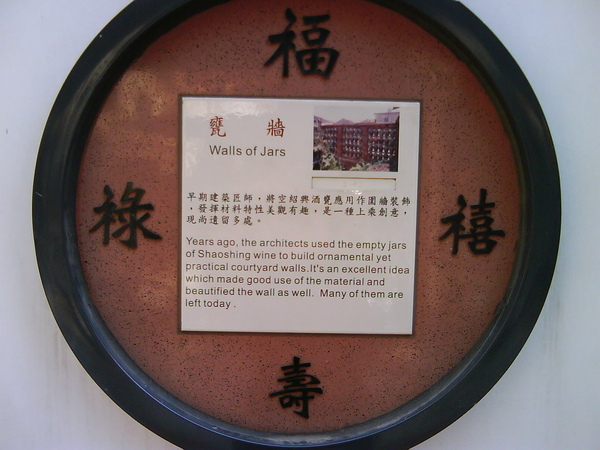 福
甕 牆
Walls of Jars
早期建築匠師，將空紹興酒甕應用作圍牆裝飾
，發揮材料特性美觀有趣，是一種上乘創意，
現尚遺留多處。
Years ago, the architects used the empty jars
of Shaoshing wine to build ornamental yet
practical courtyard walls.It's an excellent idea
which made good use of the material and
beautified the wall as well. Many of them are
left today.
祿
禧
壽